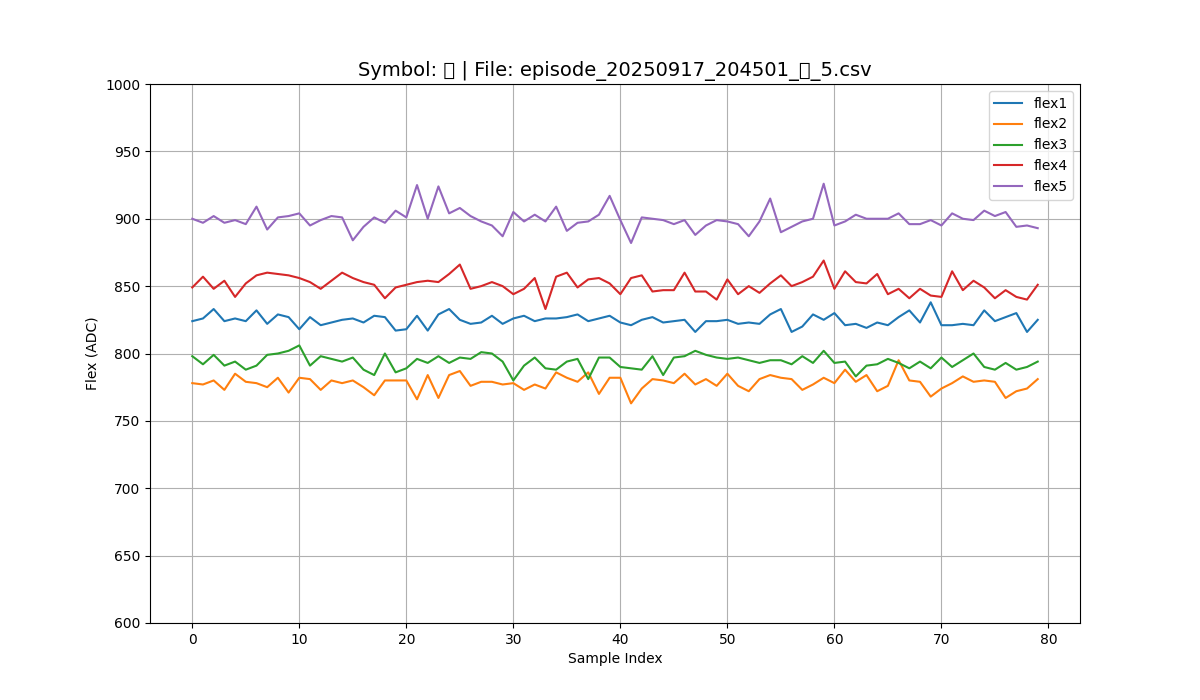 Symbol: | File: episode_20250917_204501_ _5.csv
1000
950
900
850
800
750
700
650
600
Flex (ADC)
0 10 20 30 40 50 60 70 80
Sample Index
flex1
flex2
flex3
flex4
flex5